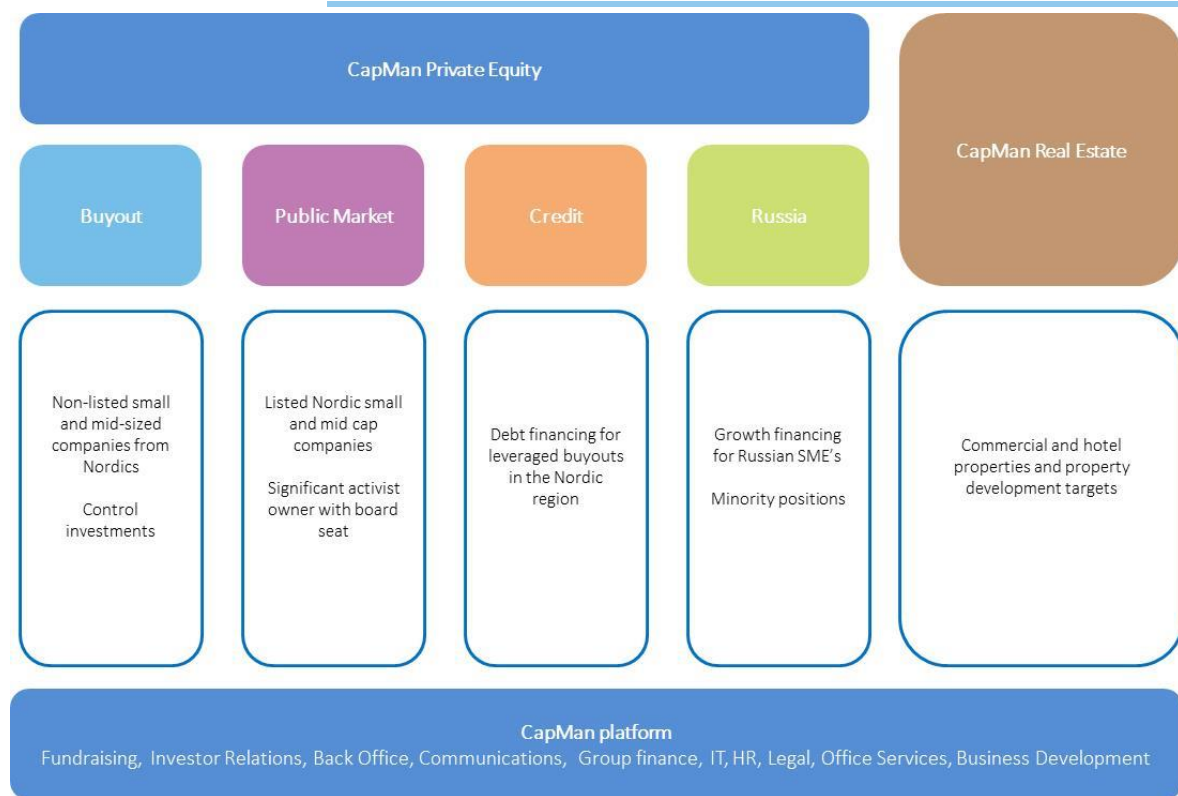 CapMan Private Equity
CapMan Real Estate
Buyout
Public Market
Credit
Russia
Non-listed small
and mid-sized
companies from
Nordics
Control
investments
Listed Nordic small
and mid cap
companies
Significant activist
owner with board
seat
Debt financing for
leveraged buyouts
in the Nordic
region
Growth financing
for Russian SME's
Minority positions
Commercial and hotel
properties and property
development targets
CapMan platform
Fundraising, Investor Relations, Back Office, Communications, Group finance, IT, HR, Legal, Office Services, Business Development